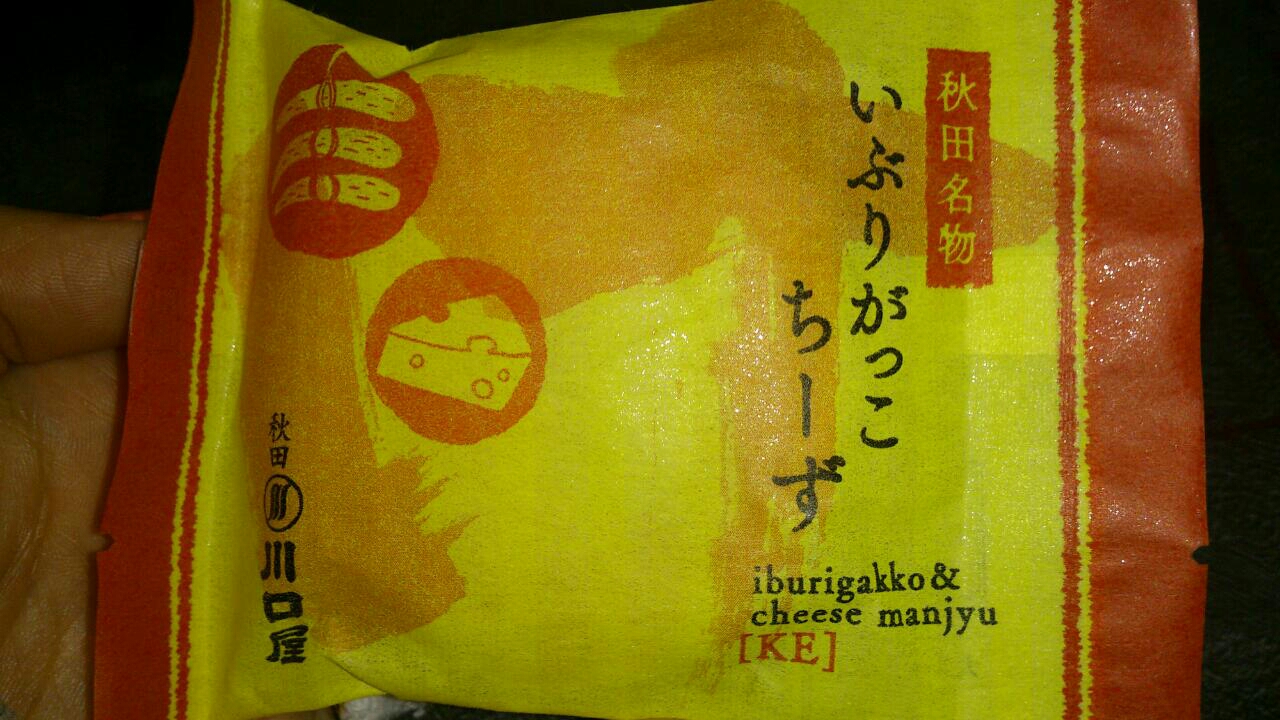 秋田名物
いぶりがっこ
ちーず
iburigakko&
cheese manjyu
[KE]
秋田
川口屋